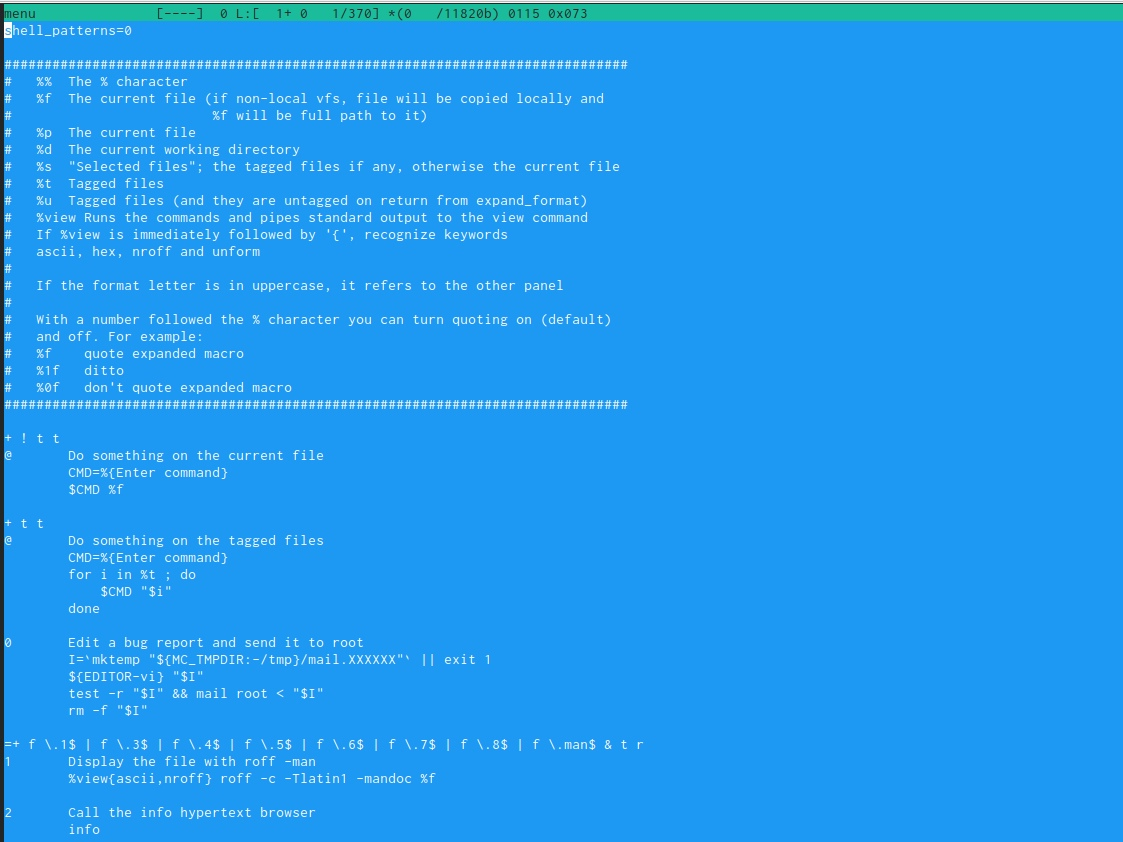 menu               [----]  0 L:[  1+ 0   1/370] *(0   /11820b) 0115 0x073
shell_patterns=0

##############################################################################
#   %%  The % character
#   %f  The current file (if non-local vfs, file will be copied locally and
#                         %f will be full path to it)
#   %p  The current file
#   %d  The current working directory
#   %s  "Selected files"; the tagged files if any, otherwise the current file
#   %t  Tagged files
#   %u  Tagged files (and they are untagged on return from expand_format)
#   %view Runs the commands and pipes standard output to the view command
#   If %view is immediately followed by '{', recognize keywords
#   ascii, hex, nroff and unform
#
#   If the format letter is in uppercase, it refers to the other panel
#
#   With a number followed the % character you can turn quoting on (default)
#   and off. For example:
#   %f    quote expanded macro
#   %1f   ditto
#   %0f   don't quote expanded macro
##############################################################################

+ ! t t
@       Do something on the current file
        CMD=%{Enter command}
        $CMD %f

+ t t
@       Do something on the tagged files
        CMD=%{Enter command}
        for i in %t ; do
            $CMD "$i"
        done

0       Edit a bug report and send it to root
        I=`mktemp "${MC_TMPDIR:-/tmp}/mail.XXXXXX"` || exit 1
        ${EDITOR-vi} "$I"
        test -r "$I" && mail root < "$I"
        rm -f "$I"

=+ f \.1$ | f \.3$ | f \.4$ | f \.5$ | f \.6$ | f \.7$ | f \.8$ | f \.man$ & t r
1       Display the file with roff -man
        %view{ascii,nroff} roff -c -Tlatin1 -mandoc %f

2       Call the info hypertext browser
        info